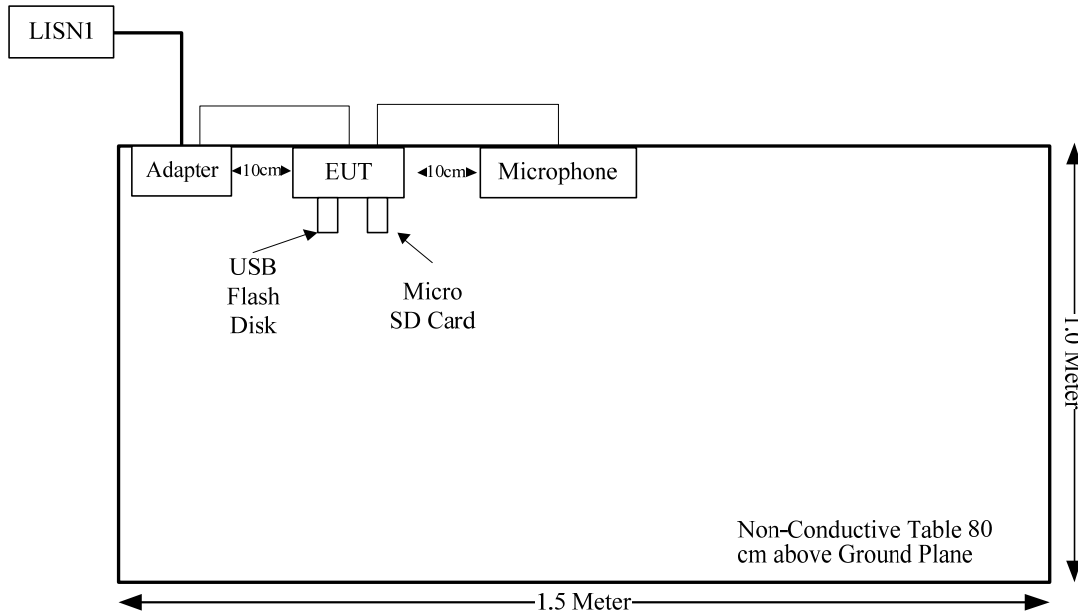 LISN1
Adapter
10cm
EUT
10cm
Microphone
USB
Flash
Disk
Micro
SD Card
1.0 Meter
Non-Conductive Table 80
cm above Ground Plane
1.5 Meter